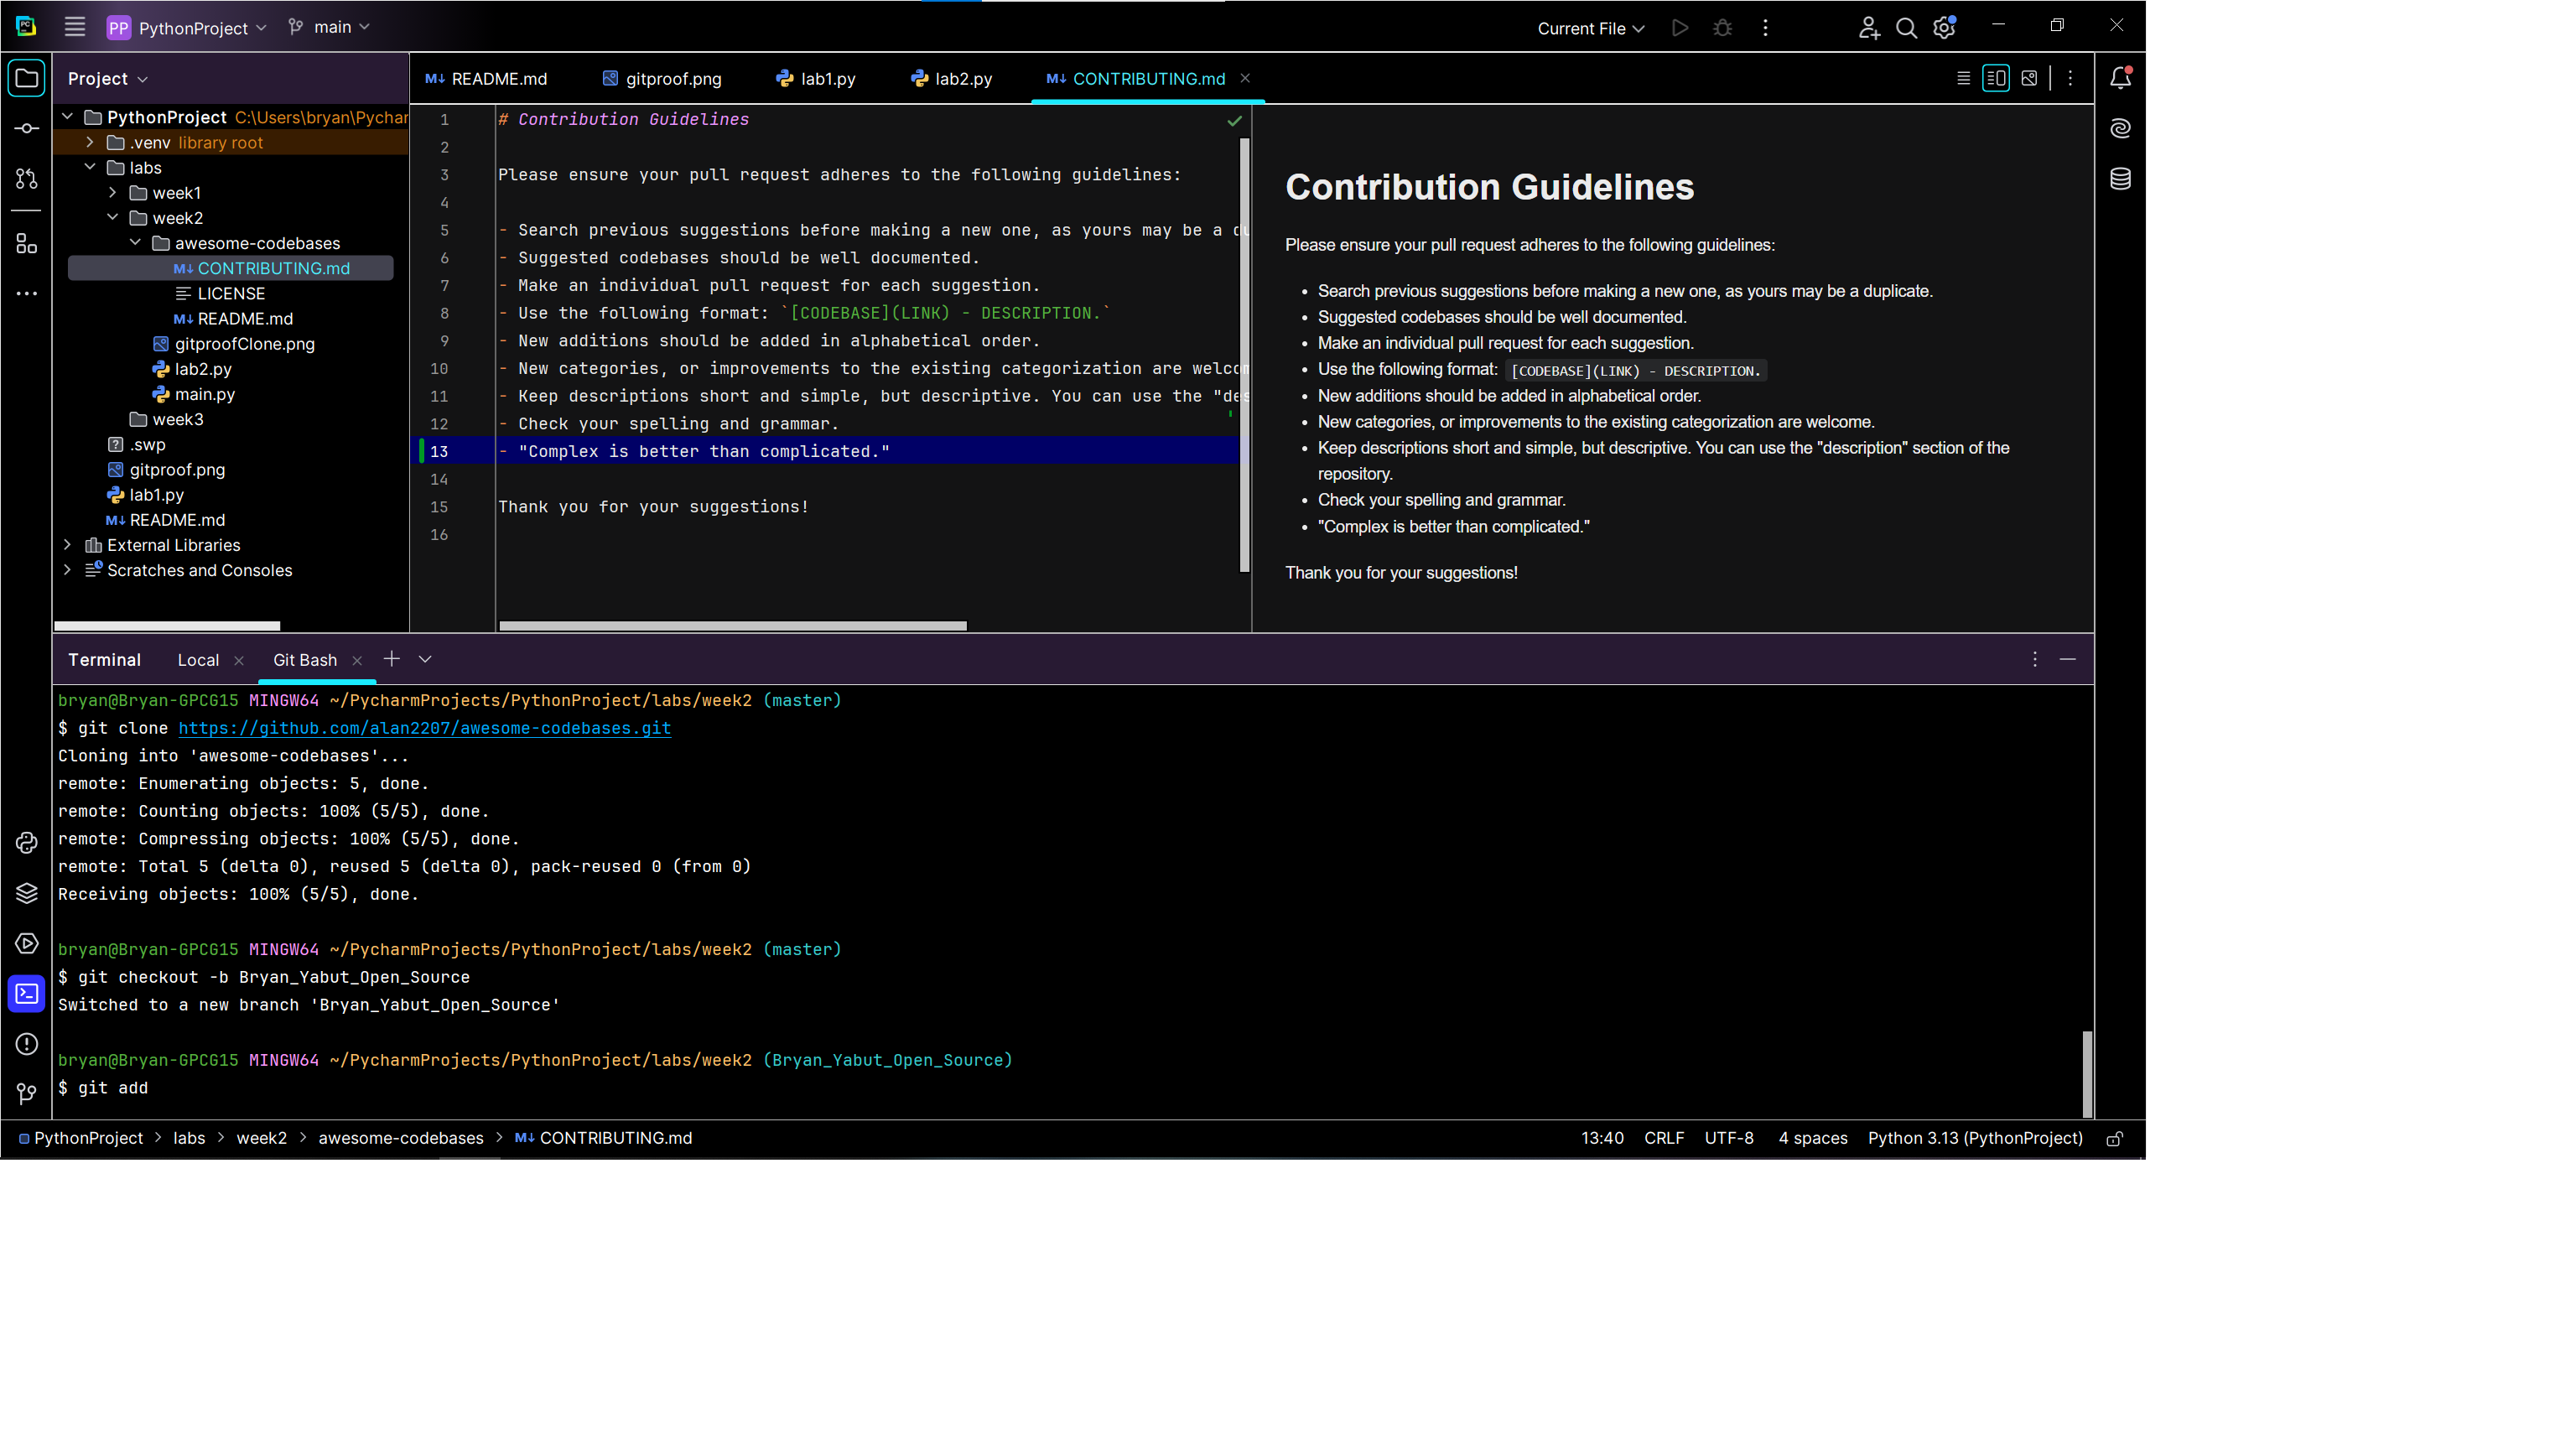 PC
PP PythonProject main Current File
Project
README.md gitproof.png lab1.py lab2.py CONTRIBUTING.md
PythonProject C:\Users\bryan\Pychar
.venv library root
labs
week1
week2
awesome-codebases
CONTRIBUTING.md
LICENSE
README.md
gitproofClone.png
lab2.py
main.py
week3
.swp
gitproof.png
lab1.py
README.md
External Libraries
Scratches and Consoles
1 # Contribution Guidelines
2
3 Please ensure your pull request adheres to the following guidelines:
4
5 - Search previous suggestions before making a new one, as yours may be a du
6 - Suggested codebases should be well documented.
7 - Make an individual pull request for each suggestion.
8 - Use the following format: `[CODEBASE](LINK) - DESCRIPTION.`
9 - New additions should be added in alphabetical order.
10 - New categories, or improvements to the existing categorization are welcom
11 - Keep descriptions short and simple, but descriptive. You can use the "des
12 - Check your spelling and grammar.
13 - "Complex is better than complicated."
14
15 Thank you for your suggestions!
16
Contribution Guidelines
Please ensure your pull request adheres to the following guidelines:
• Search previous suggestions before making a new one, as yours may be a duplicate.
• Suggested codebases should be well documented.
• Make an individual pull request for each suggestion.
• Use the following format: [CODEBASE](LINK) - DESCRIPTION.
• New additions should be added in alphabetical order.
• New categories, or improvements to the existing categorization are welcome.
• Keep descriptions short and simple, but descriptive. You can use the "description" section of the
repository.
• Check your spelling and grammar.
• "Complex is better than complicated."
Thank you for your suggestions!
Terminal Local Git Bash
bryan@Bryan-GPCG15 MINGW64 ~/PycharmProjects/PythonProject/labs/week2 (master)
$ git clone https://github.com/alan2207/awesome-codebases.git
Cloning into 'awesome-codebases'...
remote: Enumerating objects: 5, done.
remote: Counting objects: 100% (5/5), done.
remote: Compressing objects: 100% (5/5), done.
remote: Total 5 (delta 0), reused 5 (delta 0), pack-reused 0 (from 0)
Receiving objects: 100% (5/5), done.
bryan@Bryan-GPCG15 MINGW64 ~/PycharmProjects/PythonProject/labs/week2 (master)
$ git checkout -b Bryan_Yabut_Open_Source
Switched to a new branch 'Bryan_Yabut_Open_Source'
bryan@Bryan-GPCG15 MINGW64 ~/PycharmProjects/PythonProject/labs/week2 (Bryan_Yabut_Open_Source)
$ git add
PythonProject > labs > week2 > awesome-codebases > CONTRIBUTING.md 13:40 CRLF UTF-8 4 spaces Python 3.13 (PythonProject)